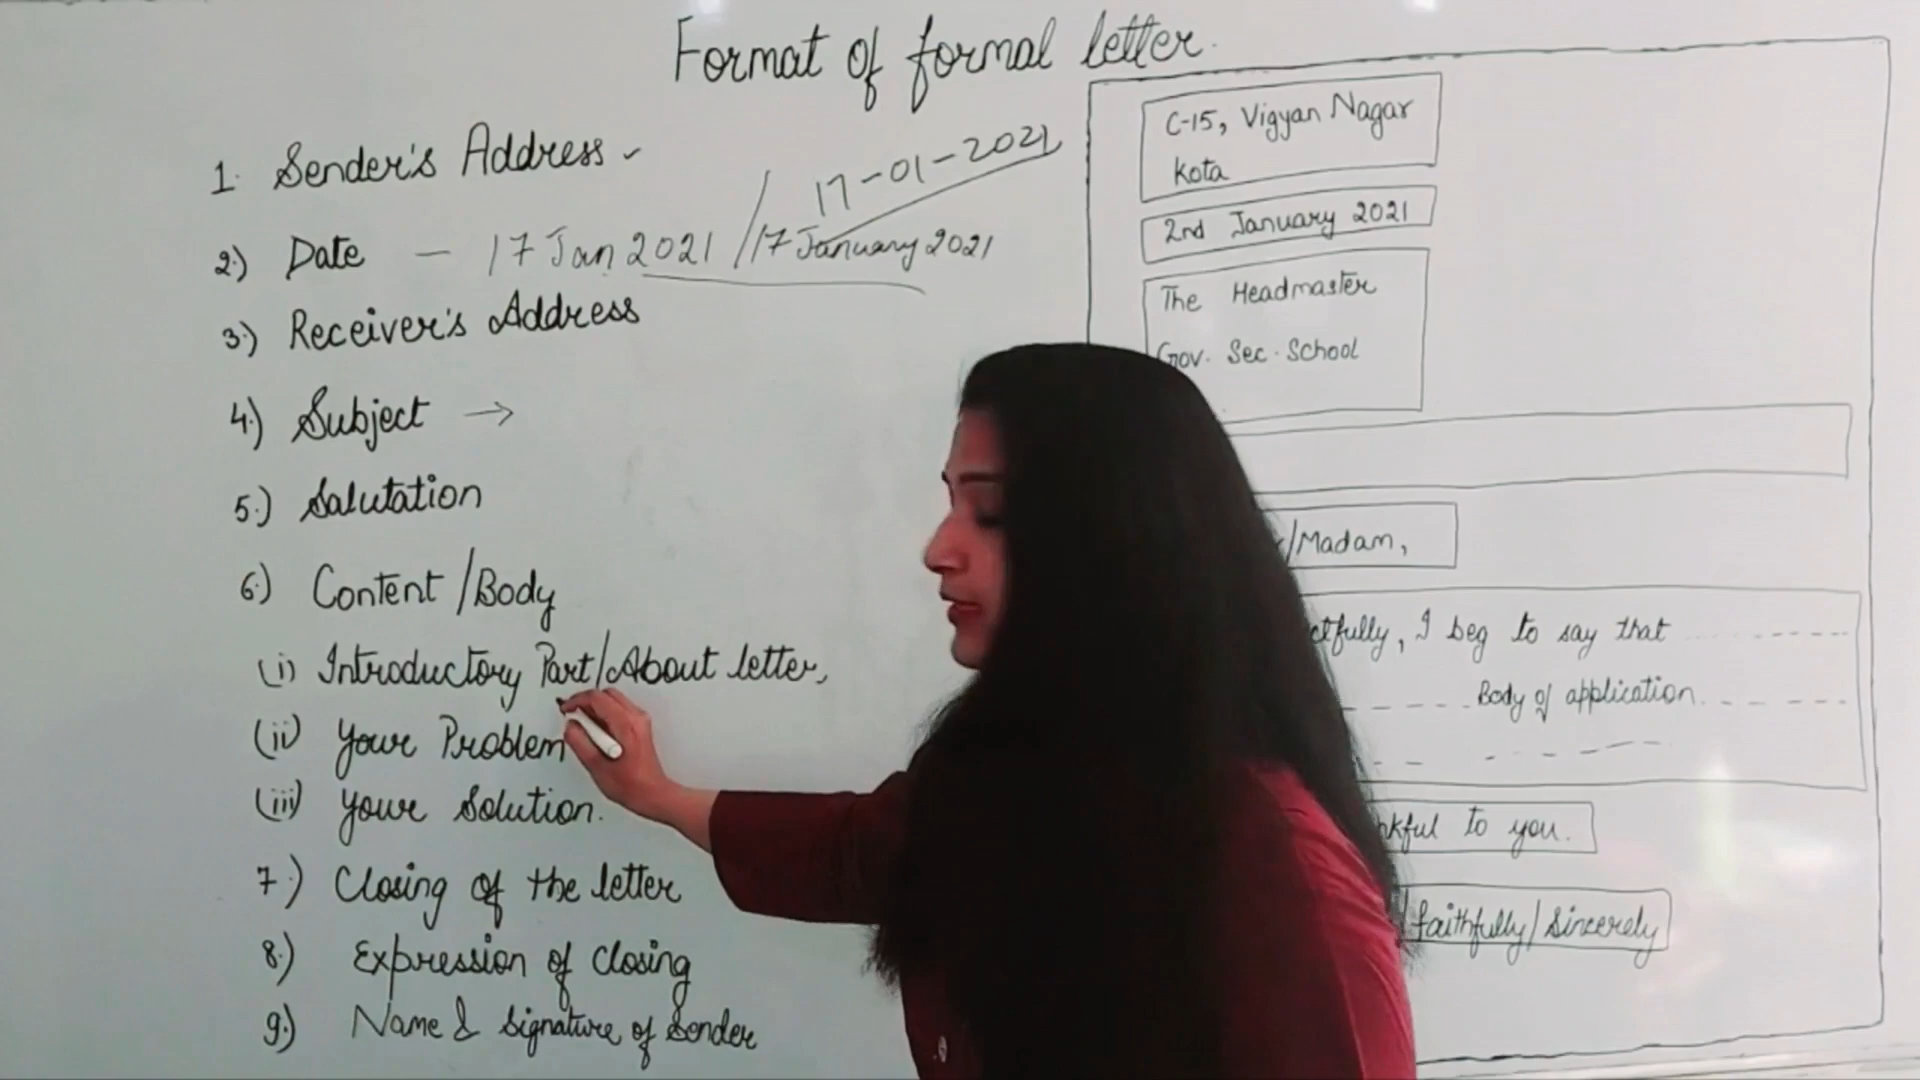 Format of formal letter.
1. Sender's Address -
2.) Date - 17 Jan 2021 / 17 January 2021
17-01-2021
3.) Receiver's Address
4.) Subject →
5.) Salutation
6.) Content / Body
(i) Introductory Part/About letter,
(ii) Your Problem
(iii) Your Solution.
7.) Closing of the letter
8.) Expression of Closing
9.) Name & Signature of Sender
C-15, Vigyan Nagar
Kota
2nd January 2021
The Headmaster
Gov. Sec. School
/Madam,
ctfully, I beg to say that
Body of application
nkful to you.
faithfully/Sincerely